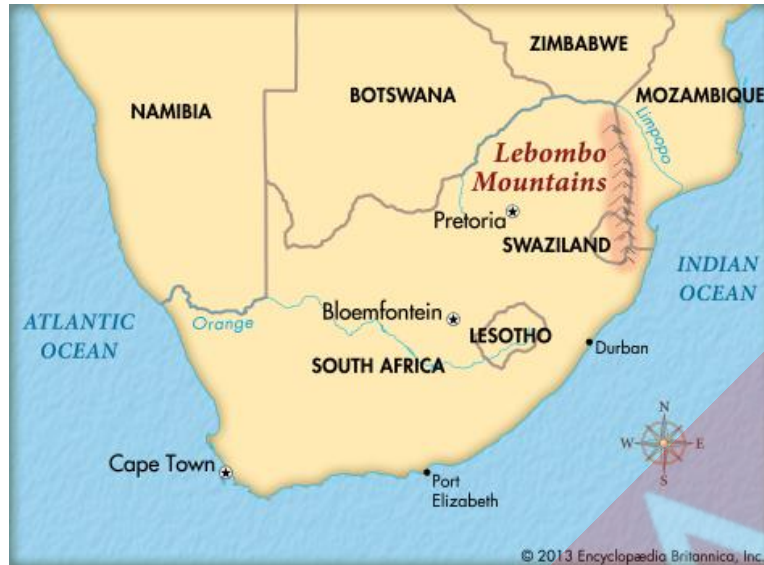 ZIMBABWE
BOTSWANA
MOZAMBIQUE
NAMIBIA
Limpopo
Lebombo
Mountains
Pretoria
SWAZILAND
INDIAN
OCEAN
ATLANTIC
OCEAN
Orange
Bloemfontein
LESOTHO
Durban
SOUTH AFRICA
N
W
E
S
Cape Town
Port
Elizabeth
© 2013 Encyclopædia Britannica, Inc.